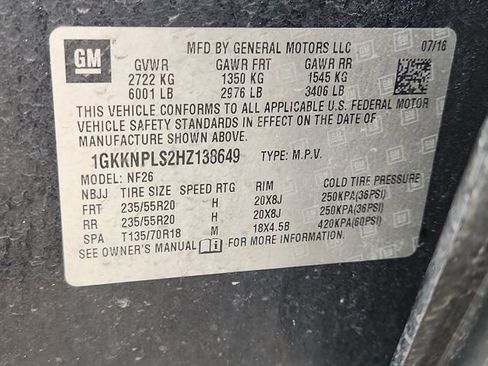 GM
MFD BY GENERAL MOTORS LLC 07/16
GVWR GAWR FRT GAWR RR
2722 KG 1350 KG 1545 KG
6001 LB 2976 LB 3406 LB
THIS VEHICLE CONFORMS TO ALL APPLICABLE U.S. FEDERAL MOTOR
VEHICLE SAFETY STANDARDS IN EFFECT ON THE DATE OF
MANUFACTURE SHOWN ABOVE.
1GKKNPLS2HZ138649 TYPE: M.P.V.
MODEL: NF26
NBJJ TIRE SIZE SPEED RTG RIM COLD TIRE PRESSURE
FRT 235/55R20 H 20X8J 250KPA(36PSI)
RR 235/55R20 H 20X8J 250KPA(36PSI)
SPA T135/70R18 M 18X4.5B 420KPA(60PSI)
SEE OWNER'S MANUAL i FOR MORE INFORMATION.